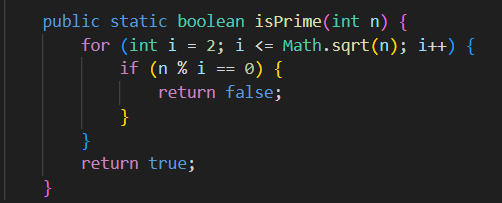 public static boolean isPrime(int n) {
    for (int i = 2; i <= Math.sqrt(n); i++) {
        if (n % i == 0) {
            return false;
        }
    }
    return true;
}